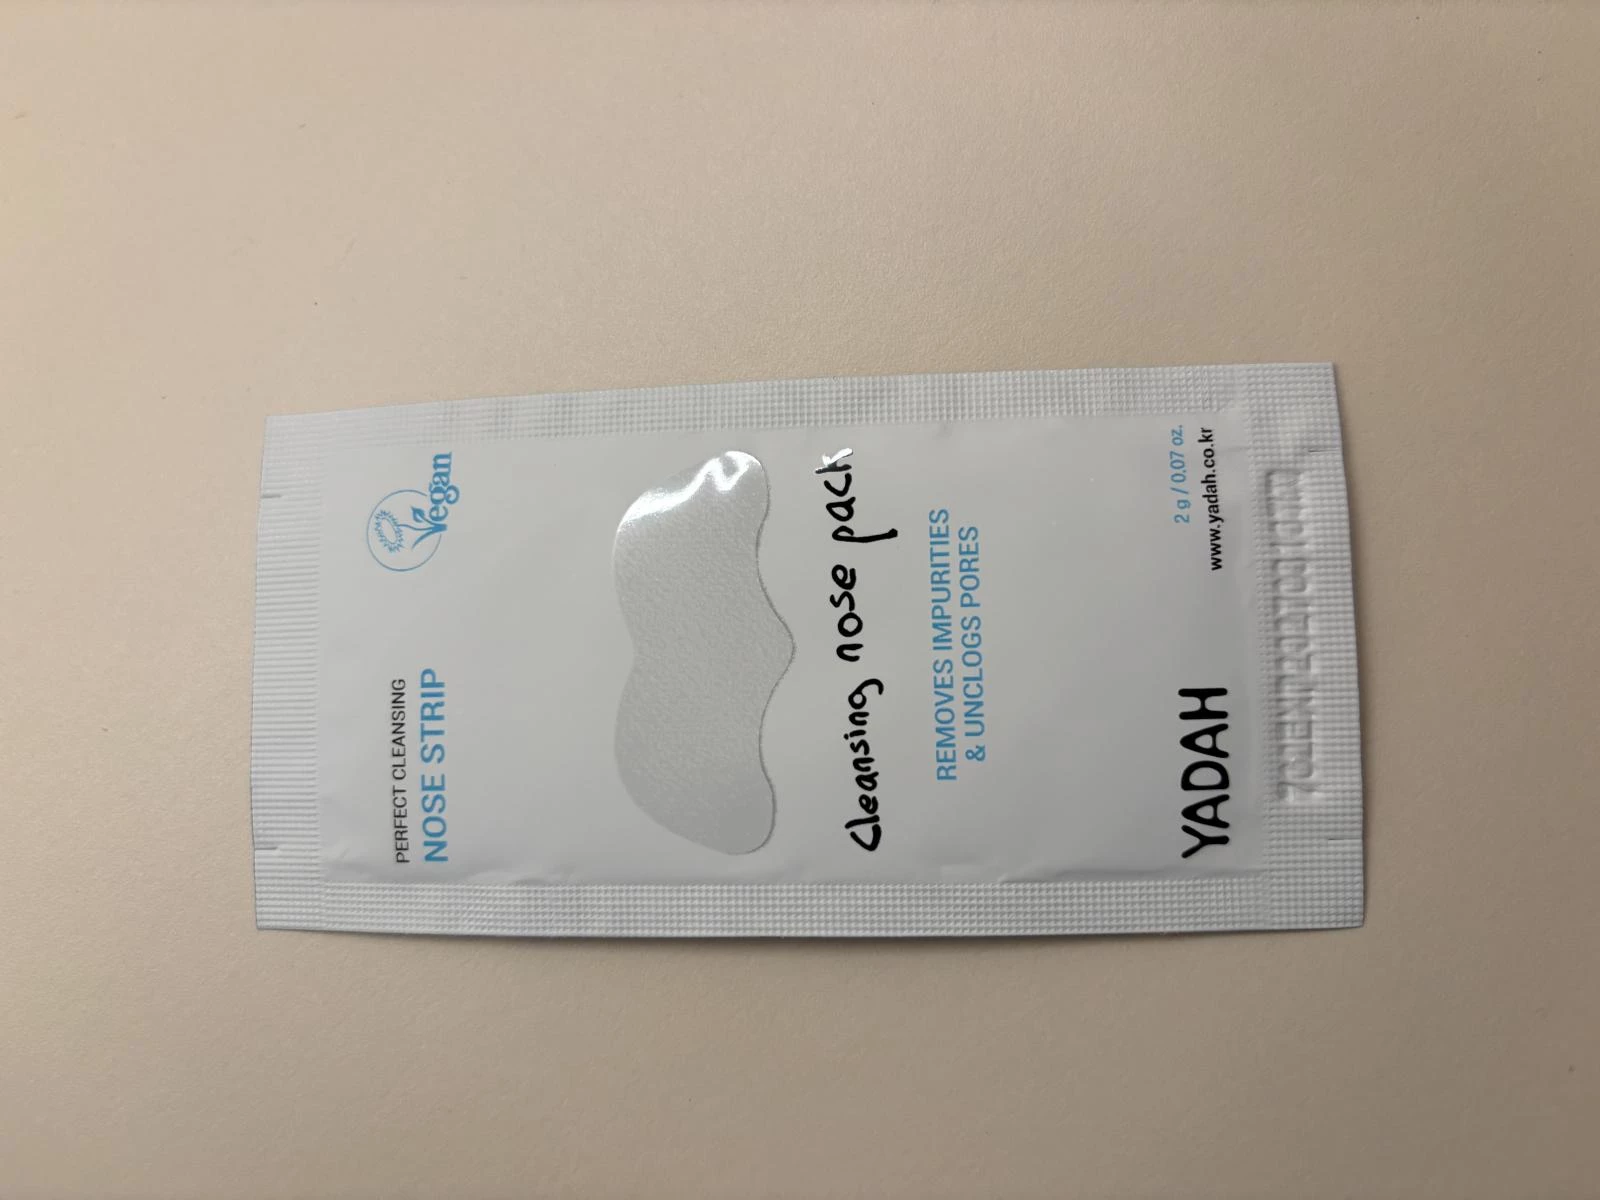 PERFECT CLEANSING
NOSE STRIP
Vegan
Cleansing nose pack
REMOVES IMPURITIES
& UNCLOGS PORES
YADAH
2 g / 0.07 oz.
www.yadah.co.kr